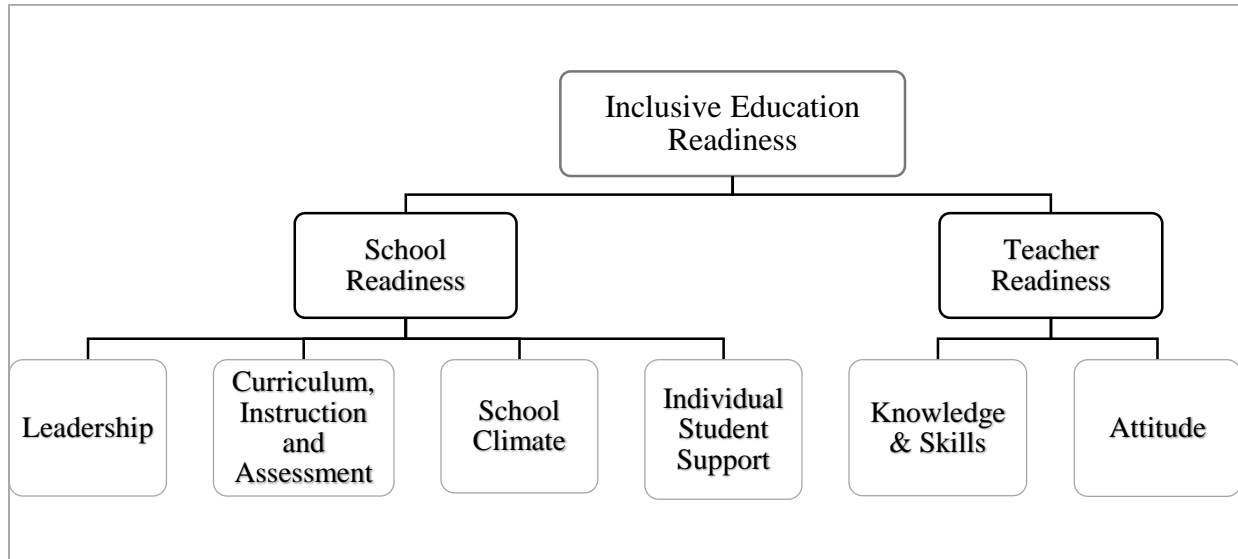 Inclusive Education
Readiness
School
Readiness
Teacher
Readiness
Leadership
Curriculum,
Instruction
and
Assessment
School
Climate
Individual
Student
Support
Knowledge
& Skills
Attitude